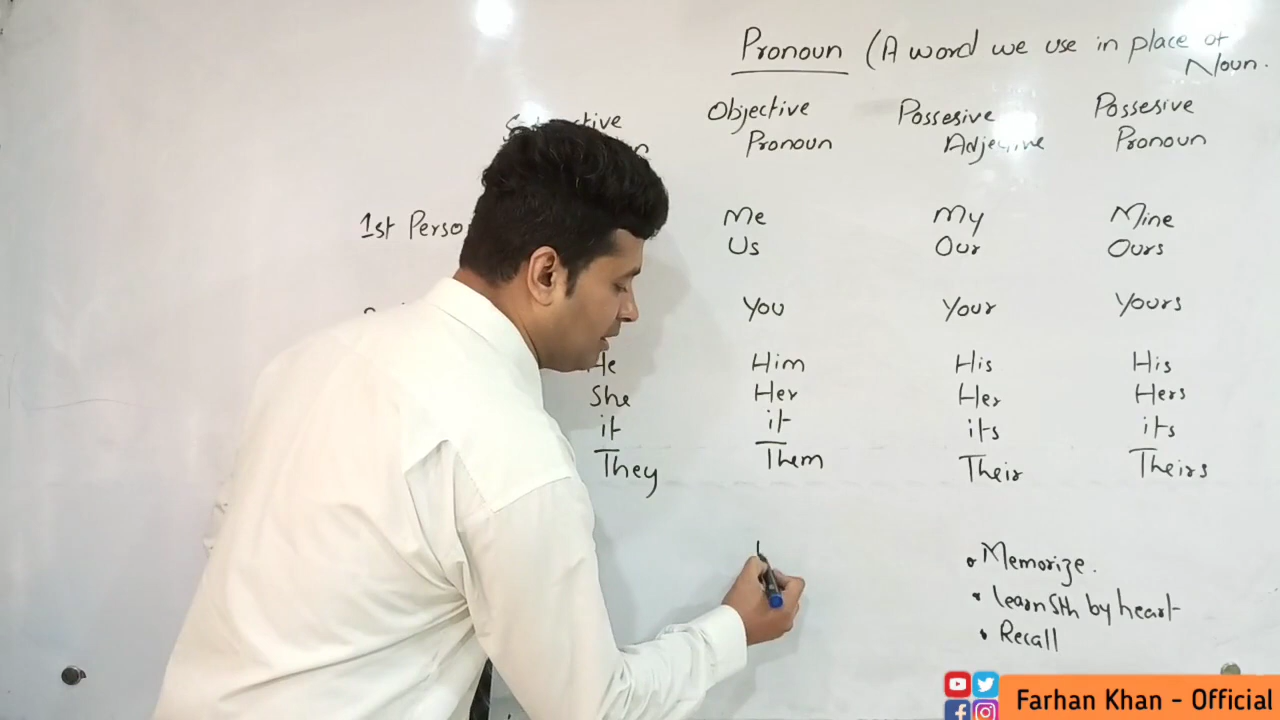 Pronoun (A word we use in place of
Noun.
Objective Possesive Possesive
Pronoun Adjective Pronoun
1st Perso Me My Mine
Us Our Ours
You Your Yours
He Him His His
She Her Her Hers
it it its its
They Them Their Theirs
• Memorize.
• learn Sth by heart
• Recall
Farhan Khan - Official